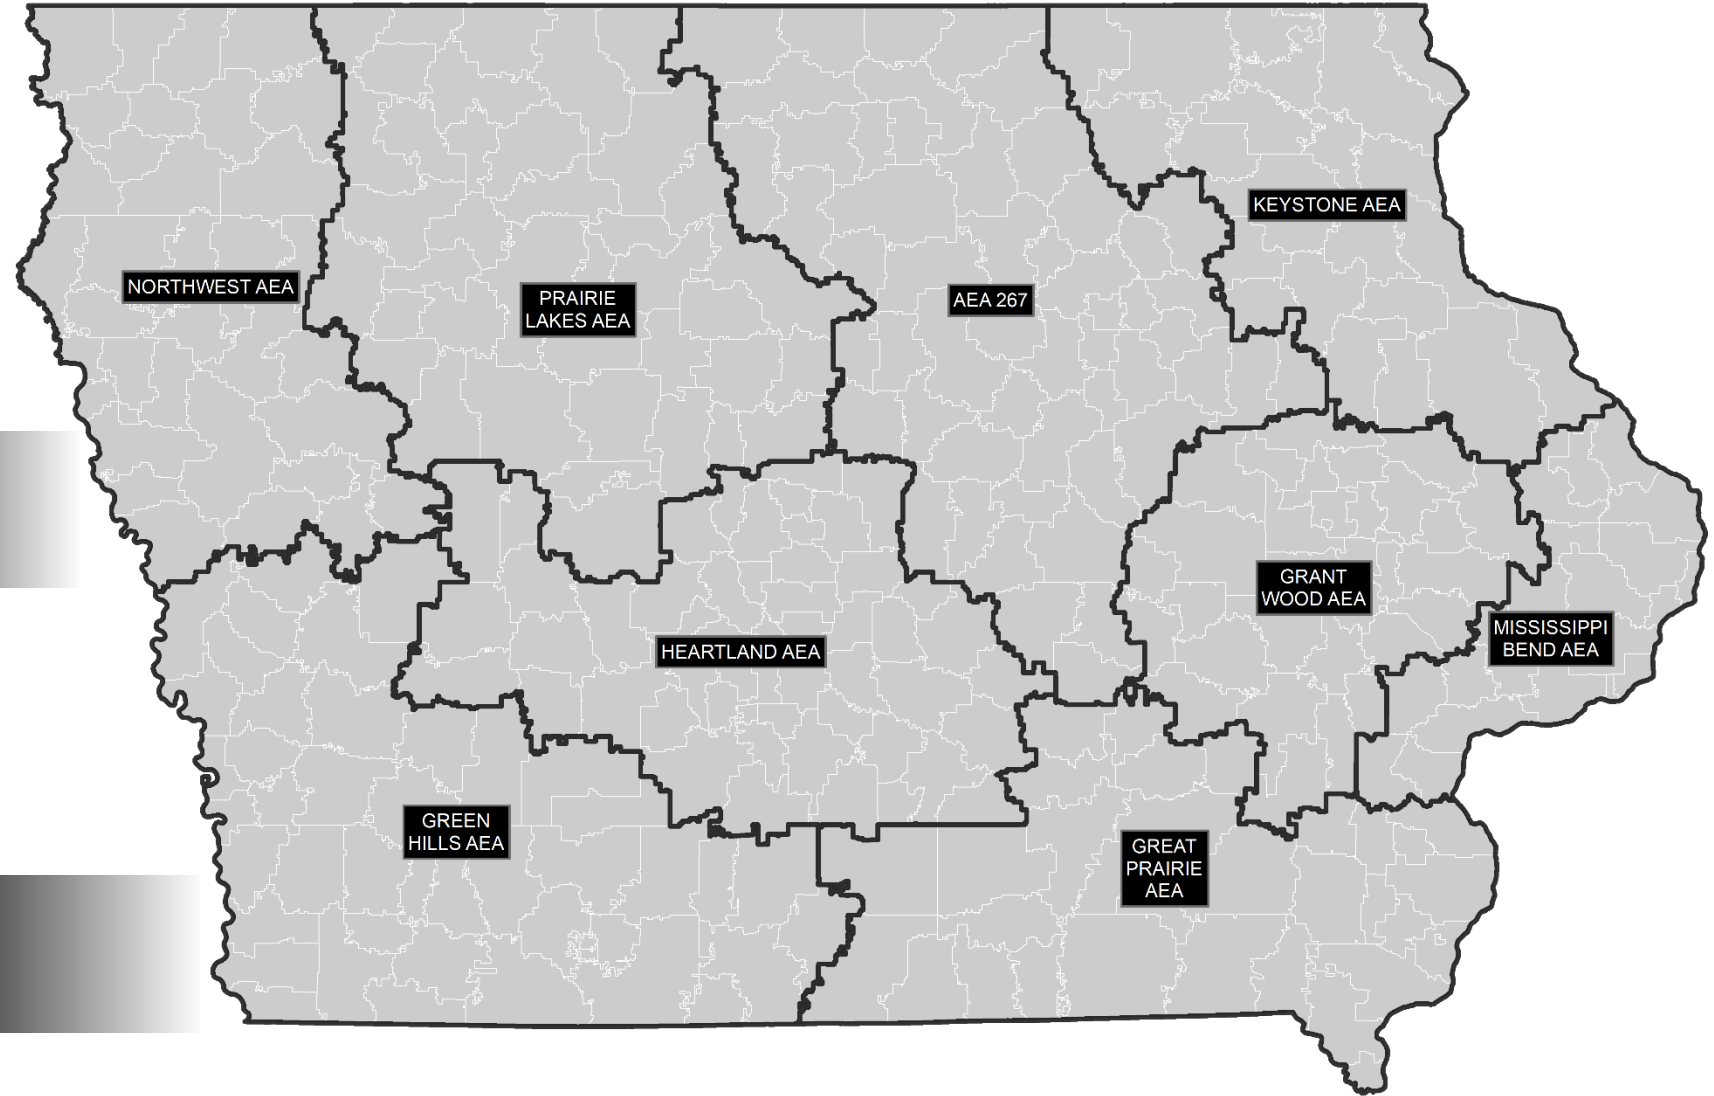 KEYSTONE AEA
NORTHWEST AEA
PRAIRIE
LAKES AEA
AEA 267
GRANT
WOOD AEA
MISSISSIPPI
BEND AEA
HEARTLAND AEA
GREEN
HILLS AEA
GREAT
PRAIRIE
AEA